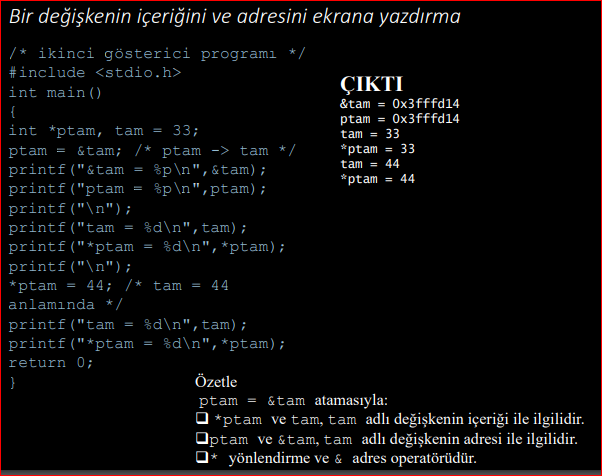 Bir değişkenin içeriğini ve adresini ekrana yazdırma
/* ikinci gösterici programı */
#include <stdio.h>
int main()
{
int *ptam, tam = 33;
ptam = &tam; /* ptam -> tam */
printf("&tam = %p\n",&tam);
printf("ptam = %p\n",ptam);
printf("\n");
printf("tam = %d\n",tam);
printf("*ptam = %d\n",*ptam);
printf("\n");
*ptam = 44; /* tam = 44
anlamında */
printf("tam = %d\n",tam);
printf("*ptam = %d\n",*ptam);
return 0;
}
ÇIKTI
&tam = 0x3fffd14
ptam = 0x3fffd14
tam = 33
*ptam = 33
tam = 44
*ptam = 44
Özetle
ptam = &tam atamasıyla:
❑ *ptam ve tam, tam adlı değişkenin içeriği ile ilgilidir.
❑ptam ve &tam, tam adlı değişkenin adresi ile ilgilidir.
❑* yönlendirme ve & adres operatörüdür.